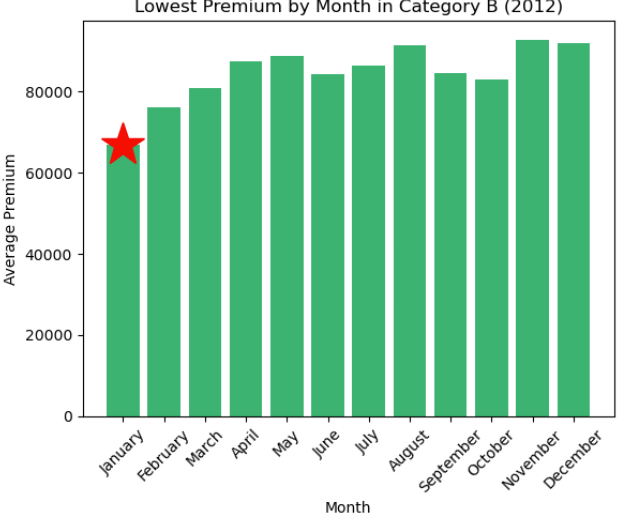 Lowest Premium by Month in Category B (2012)
80000
60000
40000
20000
0
Average Premium
January
February
March
April
May
June
July
August
September
October
November
December
Month